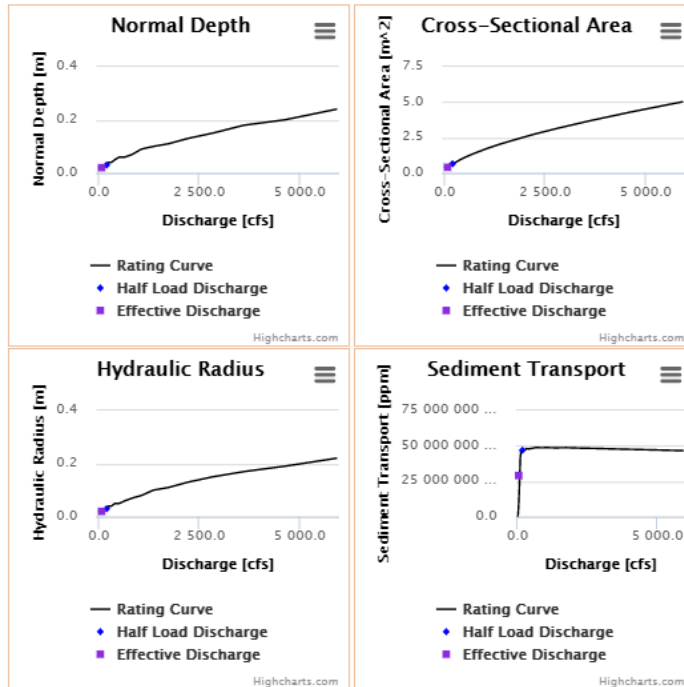 Normal Depth
Normal Depth [m]
0.4
0.2
0.0
0.0 2 500.0 5 000.0
Discharge [cfs]
Rating Curve
Half Load Discharge
Effective Discharge
Highcharts.com
Cross-Sectional Area
Cross-Sectional Area [m^2]
7.5
5.0
2.5
0.0
0.0 2 500.0 5 000.0
Discharge [cfs]
Rating Curve
Half Load Discharge
Effective Discharge
Highcharts.com
Hydraulic Radius
Hydraulic Radius [m]
0.4
0.2
0.0
0.0 2 500.0 5 000.0
Discharge [cfs]
Rating Curve
Half Load Discharge
Effective Discharge
Highcharts.com
Sediment Transport
Sediment Transport [ppm]
75 000 000 ...
50 000 000 ...
25 000 000 ...
0.0
0.0 5 000.0
Discharge [cfs]
Rating Curve
Half Load Discharge
Effective Discharge
Highcharts.com